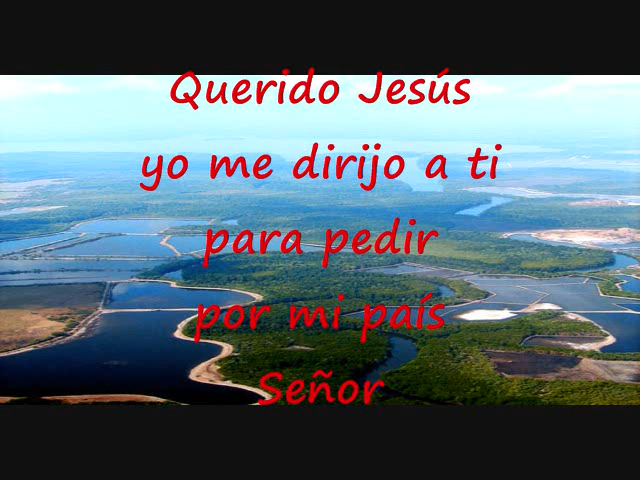 Querido Jesús
yo me dirijo a ti
para pedir
por mi país
Señor